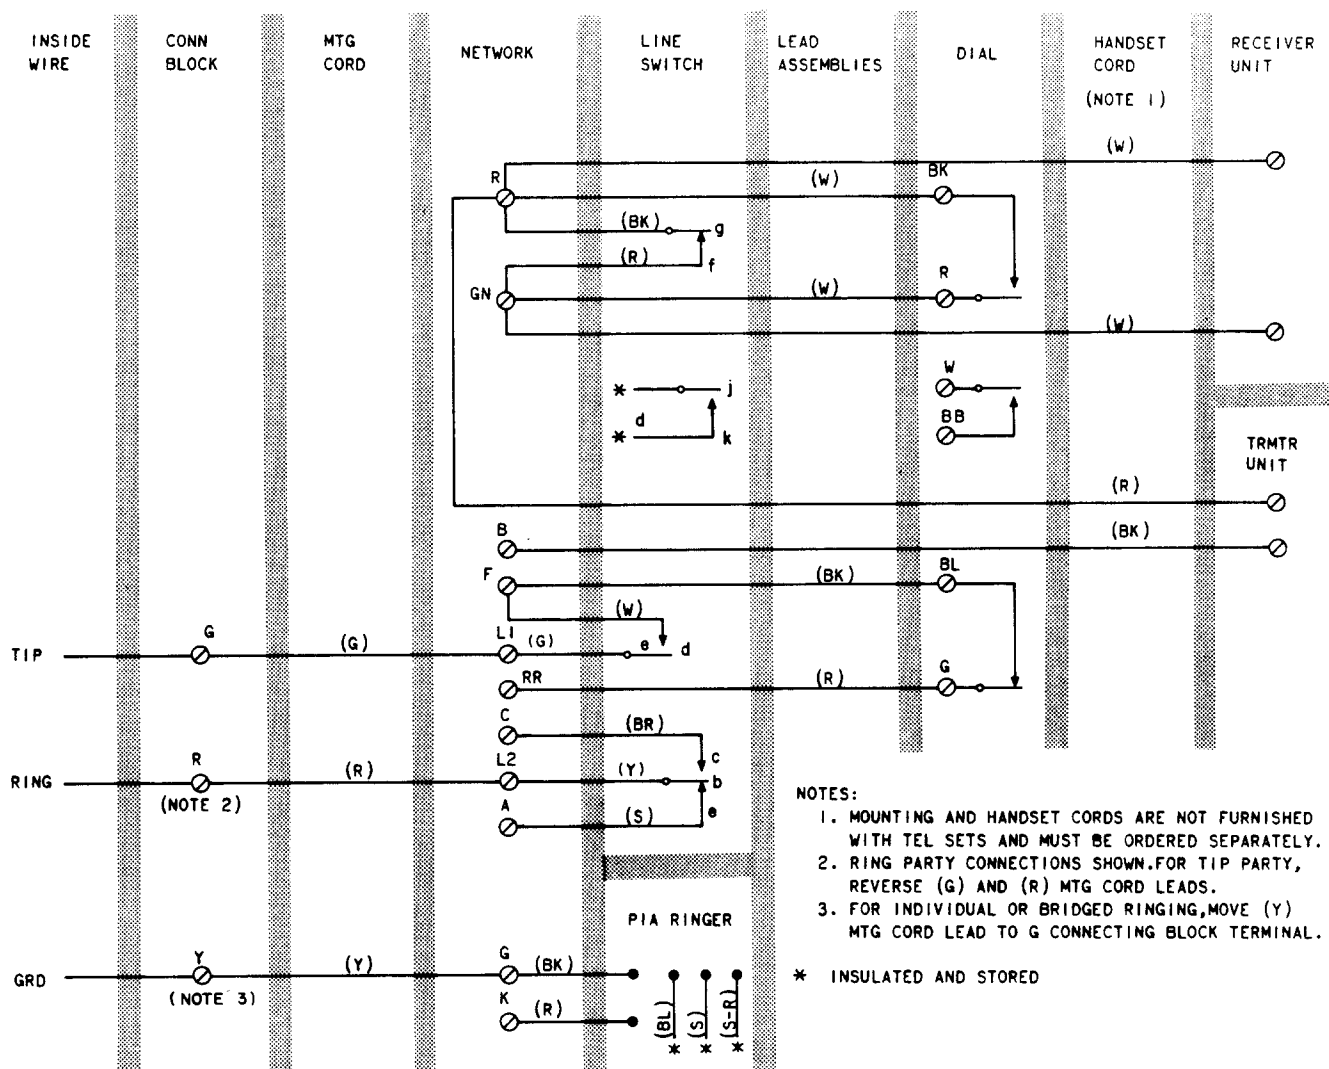 INSIDE WIRE
CONN BLOCK
MTG CORD
NETWORK
LINE SWITCH
LEAD ASSEMBLIES
DIAL
HANDSET CORD
(NOTE 1)
RECEIVER UNIT
(W)
R
(W)
BK
(BK)
g
(R)
f
GN
(W)
R
(W)
* j
d
* k
W
BB
TRMTR UNIT
(R)
B
(BK)
F
(BK)
BL
(W)
TIP
G
(G)
L1
(G)
e
d
RR
(R)
G
C
(BR)
c
RING
R
(NOTE 2)
(R)
L2
(Y)
b
A
(S)
e
NOTES:
1. MOUNTING AND HANDSET CORDS ARE NOT FURNISHED
WITH TEL SETS AND MUST BE ORDERED SEPARATELY.
2. RING PARTY CONNECTIONS SHOWN.FOR TIP PARTY,
REVERSE (G) AND (R) MTG CORD LEADS.
3. FOR INDIVIDUAL OR BRIDGED RINGING,MOVE (Y)
MTG CORD LEAD TO G CONNECTING BLOCK TERMINAL.
* INSULATED AND STORED
PIA RINGER
GRD
Y
(NOTE 3)
(Y)
G
(BK)
K
(R)
(BL) *
(S) *
(S-R) *